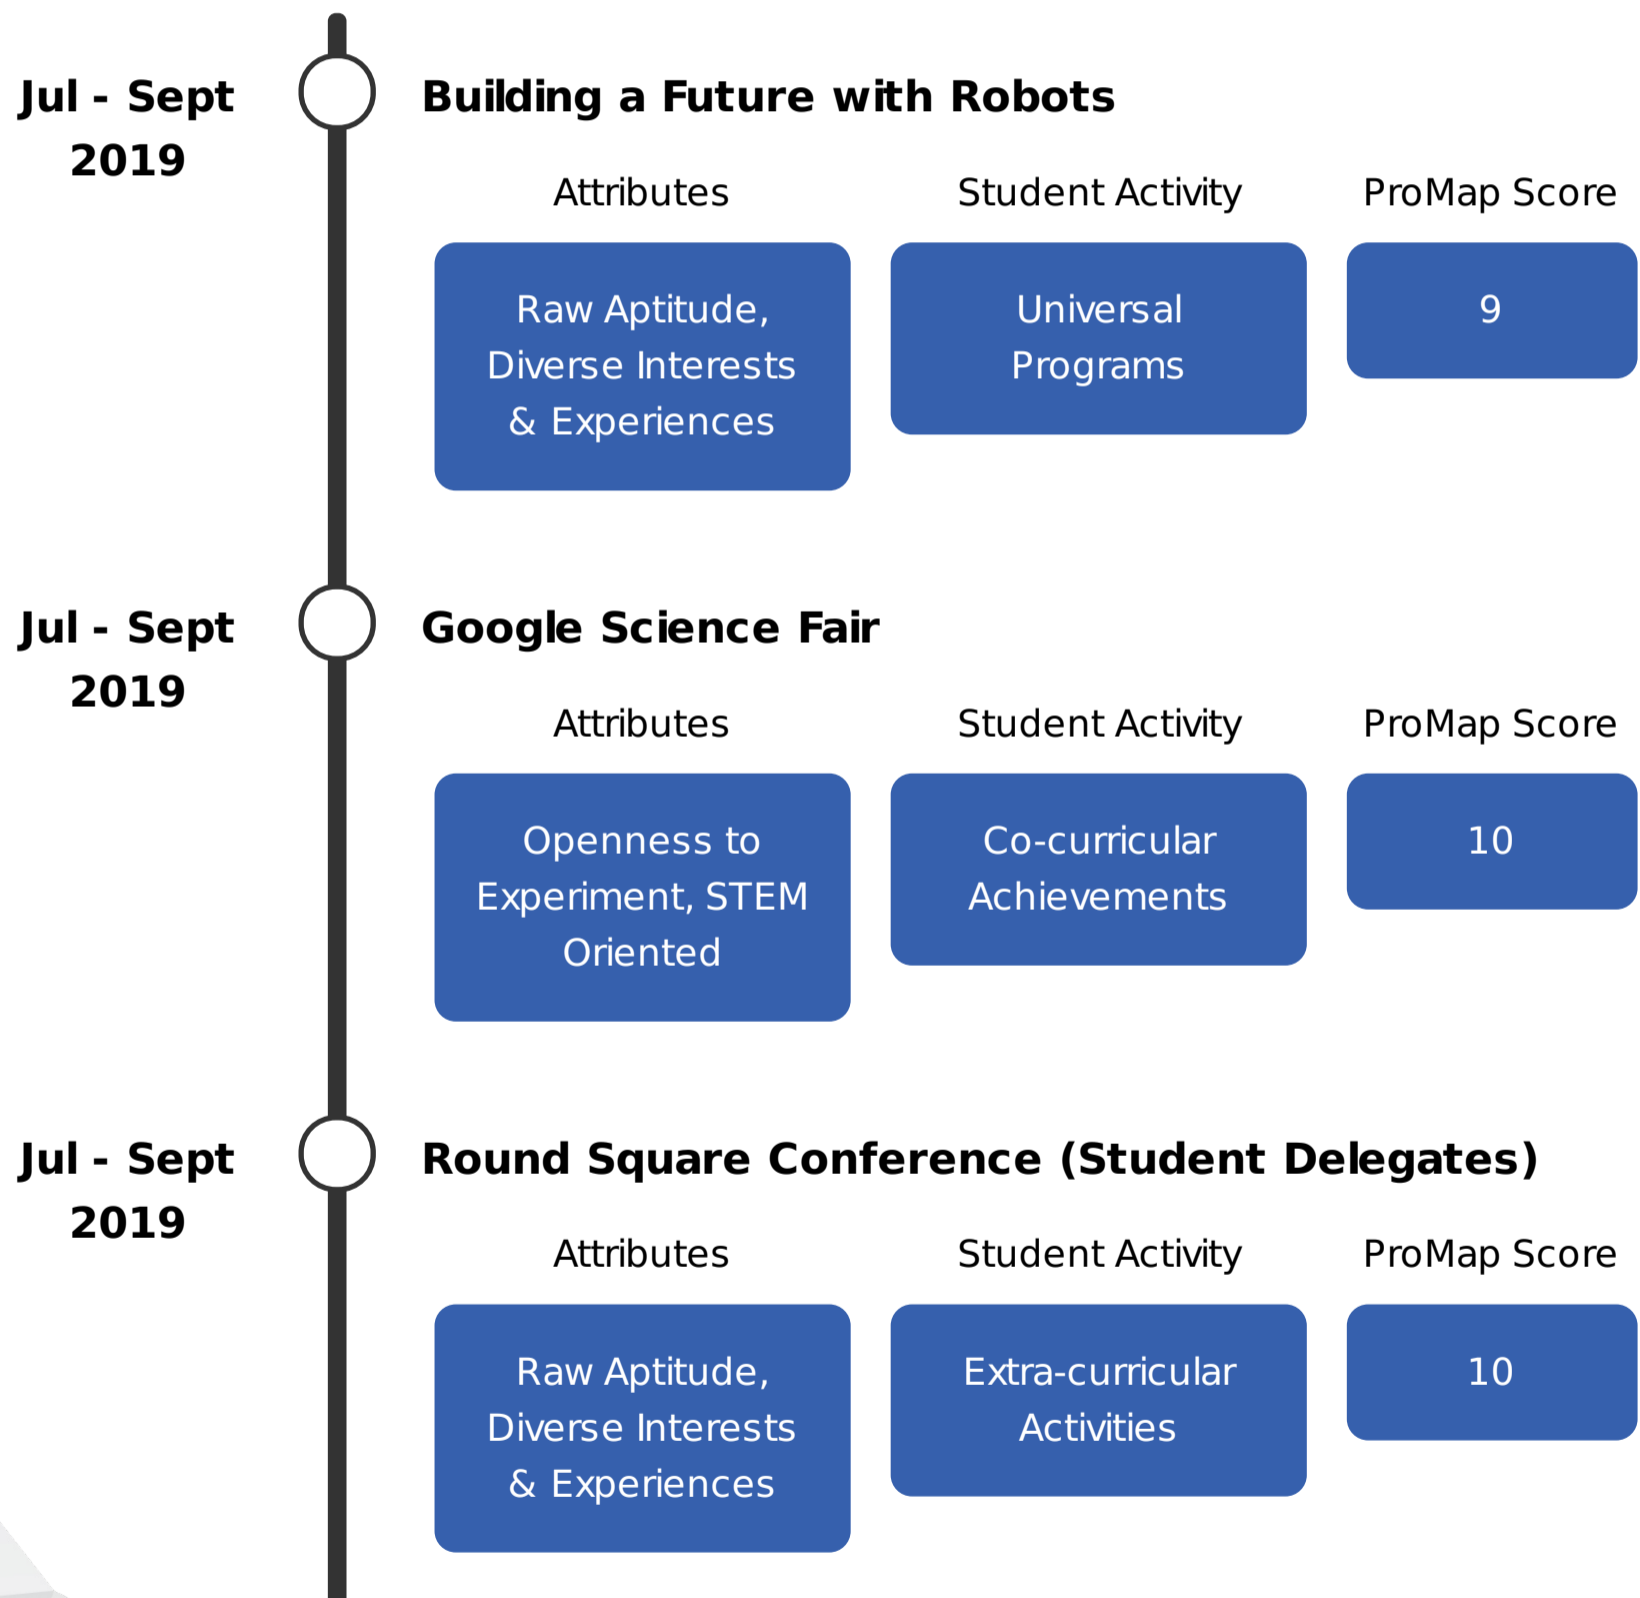 Jul - Sept
2019
Building a Future with Robots
Attributes
Student Activity
ProMap Score
Raw Aptitude,
Diverse Interests
& Experiences
Universal
Programs
9
Jul - Sept
2019
Google Science Fair
Attributes
Student Activity
ProMap Score
Openness to
Experiment, STEM
Oriented
Co-curricular
Achievements
10
Jul - Sept
2019
Round Square Conference (Student Delegates)
Attributes
Student Activity
ProMap Score
Raw Aptitude,
Diverse Interests
& Experiences
Extra-curricular
Activities
10